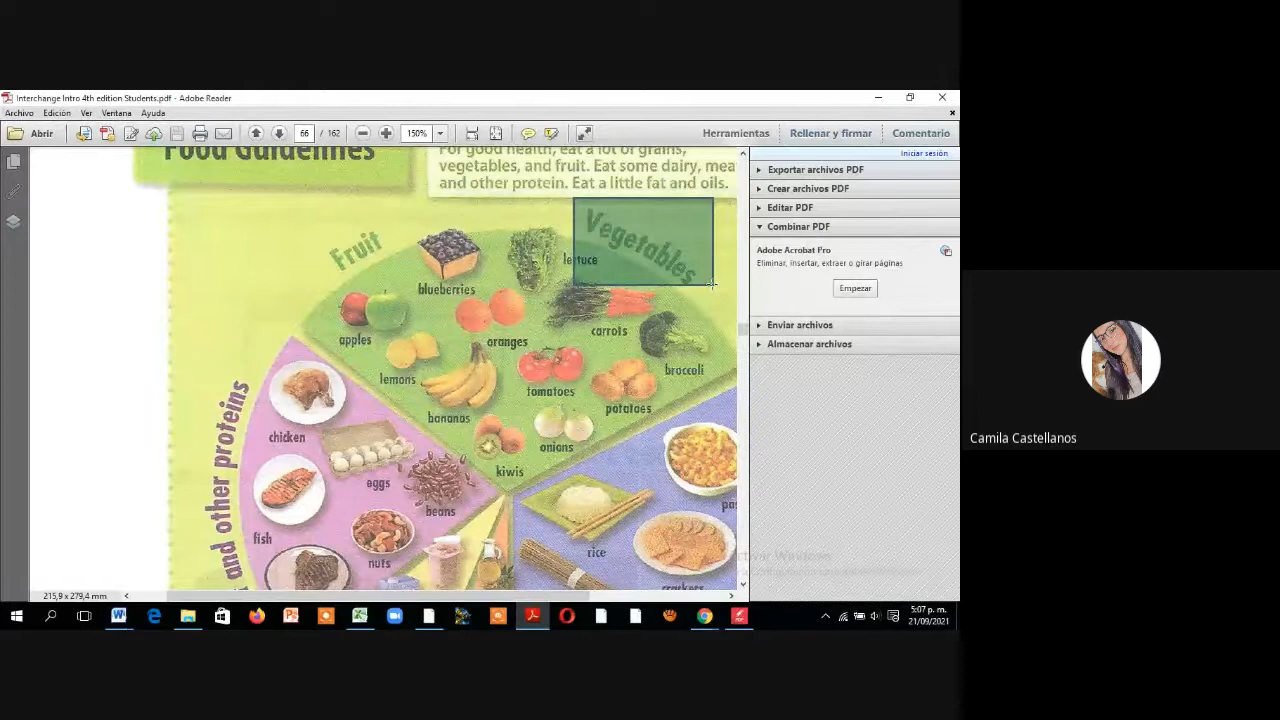 Interchange Intro 4th edition Students.pdf - Adobe Reader
Archivo Edición Ver Ventana Ayuda
Abrir 66 / 162 150% Herramientas Rellenar y firmar Comentario
Iniciar sesión
Exportar archivos PDF
Crear archivos PDF
Editar PDF
Combinar PDF
Adobe Acrobat Pro
Eliminar, insertar, extraer o girar páginas
Empezar
Enviar archivos
Almacenar archivos
Food Guidelines
For good health, eat a lot of grains,
vegetables, and fruit. Eat some dairy, mea
and other protein. Eat a little fat and oils.
Fruit
Vegetables
lettuce
blueberries
carrots
apples
oranges
broccoli
lemons
tomatoes
potatoes
bananas
onions
kiwis
and other proteins
chicken
eggs
beans
fish
nuts
pas
rice
crackers
Activar Windows
215,9 x 279,4 mm
5:07 p. m.
21/09/2021
Camila Castellanos